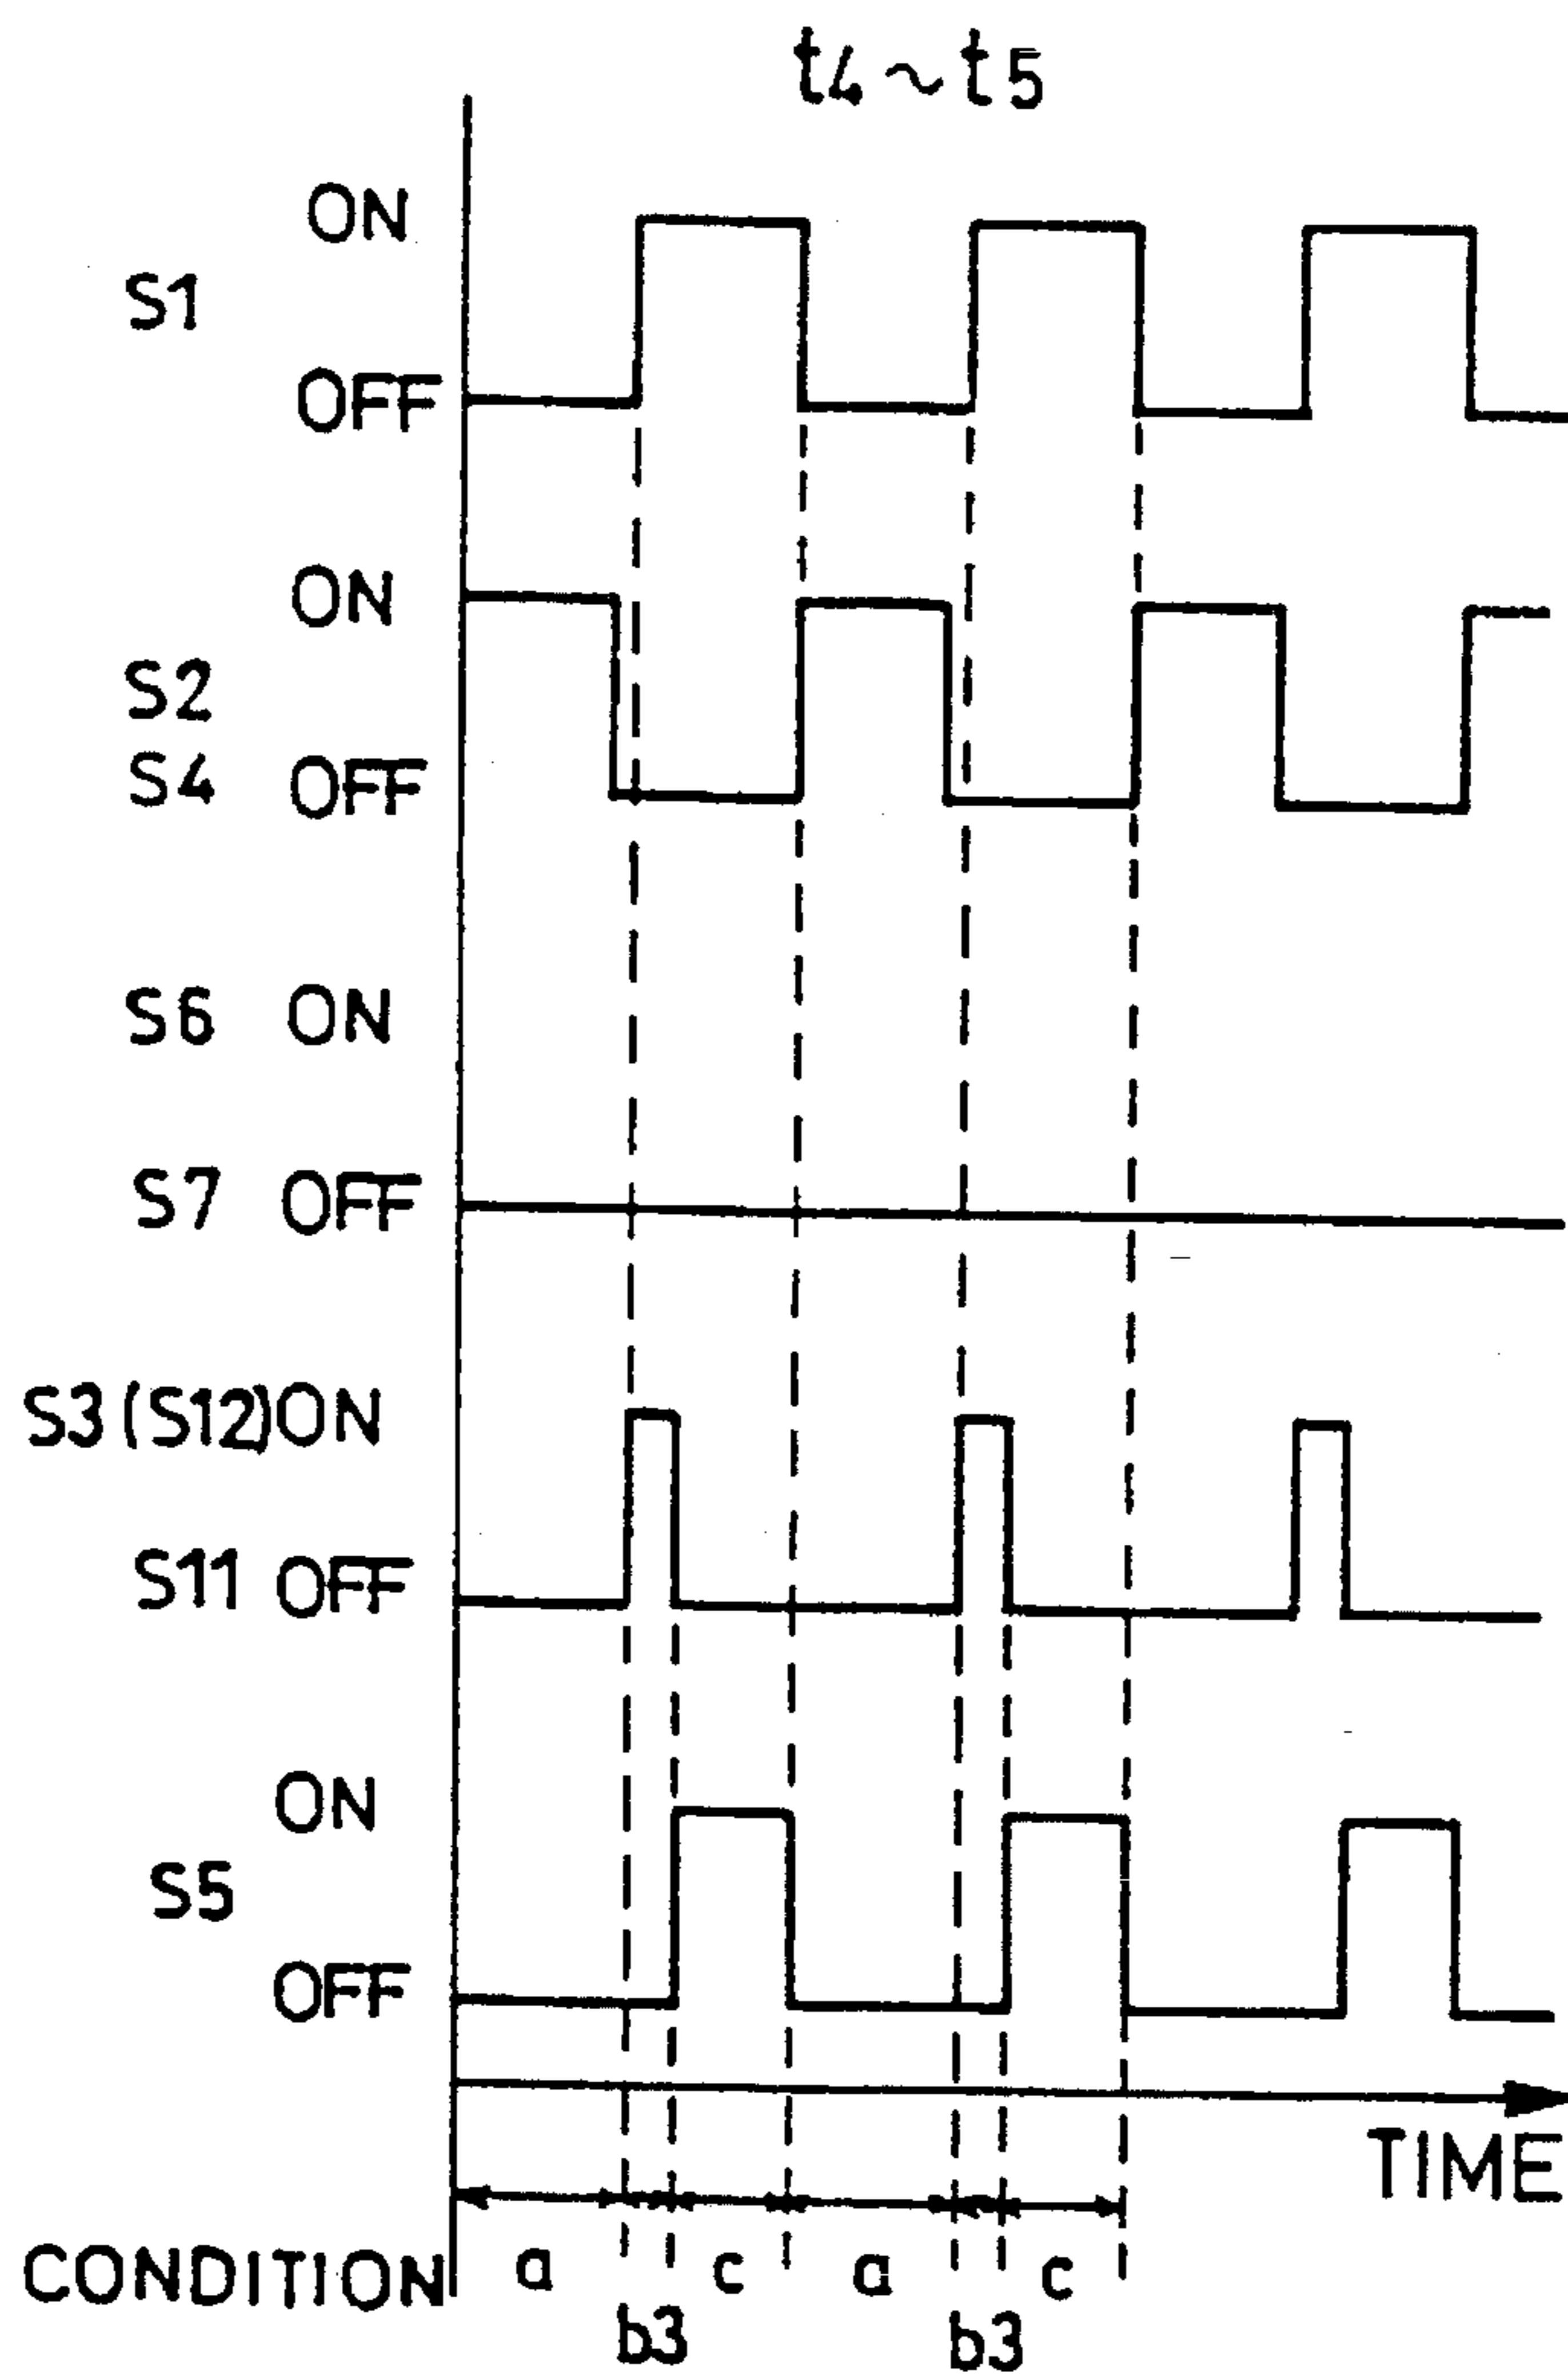 t4~t5
ON
S1
OFF
ON
S2
S4 OFF
S6 ON
S7 OFF
S3(S12)ON
S11 OFF
ON
S5
OFF
TIME
CONDITION a c a c
b3 b3